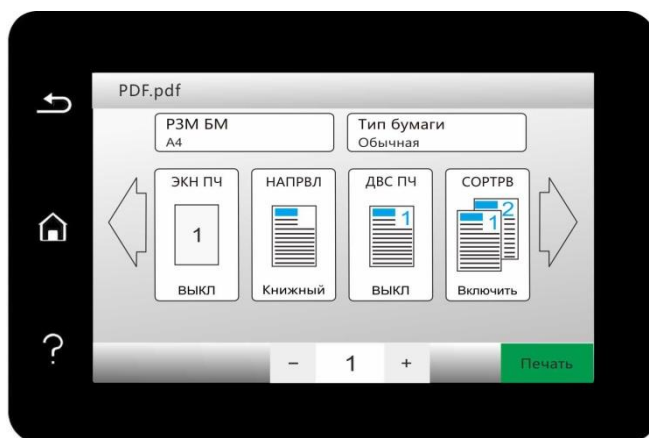 PDF.pdf
РЗМ БМ
A4
Тип бумаги
Обычная
ЭКН ПЧ
НАПРВЛ
ДВС ПЧ
СОРТРВ
1
1
1
2
ВЫКЛ
Книжный
ВЫКЛ
Включить
?
−
1
+
Печать